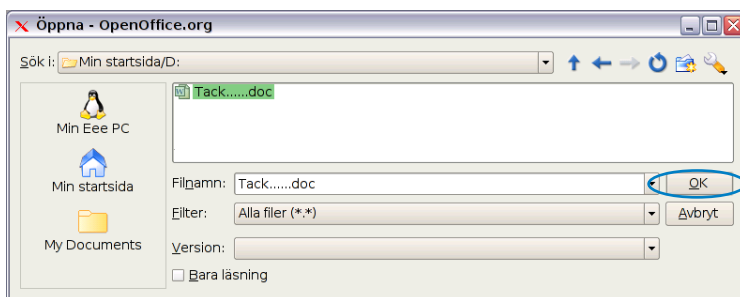 Öppna - OpenOffice.org
Sök i: Min startsida/D:
Min Eee PC
Min startsida
My Documents
Tack......doc
Filnamn: Tack......doc OK
Filter: Alla filer (*.*) Avbryt
Version:
Bara läsning